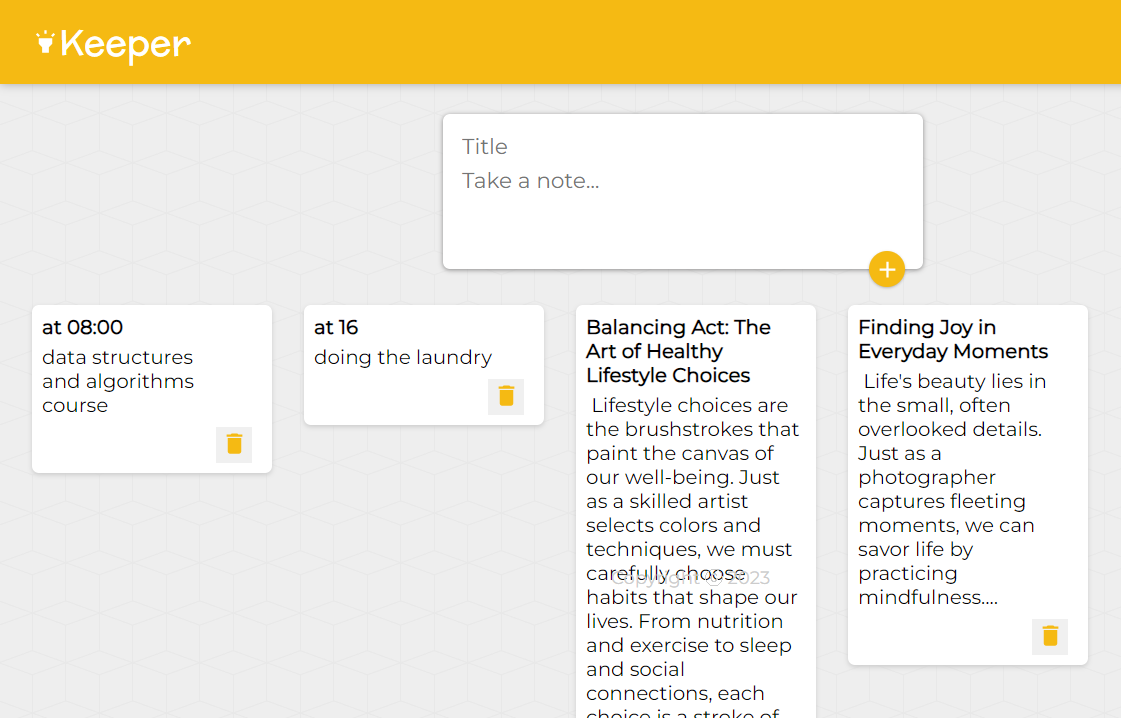 Keeper
Title
Take a note...
at 08:00
data structures
and algorithms
course
at 16
doing the laundry
Balancing Act: The
Art of Healthy
Lifestyle Choices
Lifestyle choices are
the brushstrokes that
paint the canvas of
our well-being. Just
as a skilled artist
selects colors and
techniques, we must
carefully choose
habits that shape our
lives. From nutrition
and exercise to sleep
and social
connections, each
choice is a stroke of
Finding Joy in
Everyday Moments
Life's beauty lies in
the small, often
overlooked details.
Just as a
photographer
captures fleeting
moments, we can
savor life by
practicing
mindfulness....
Copyright © 2023